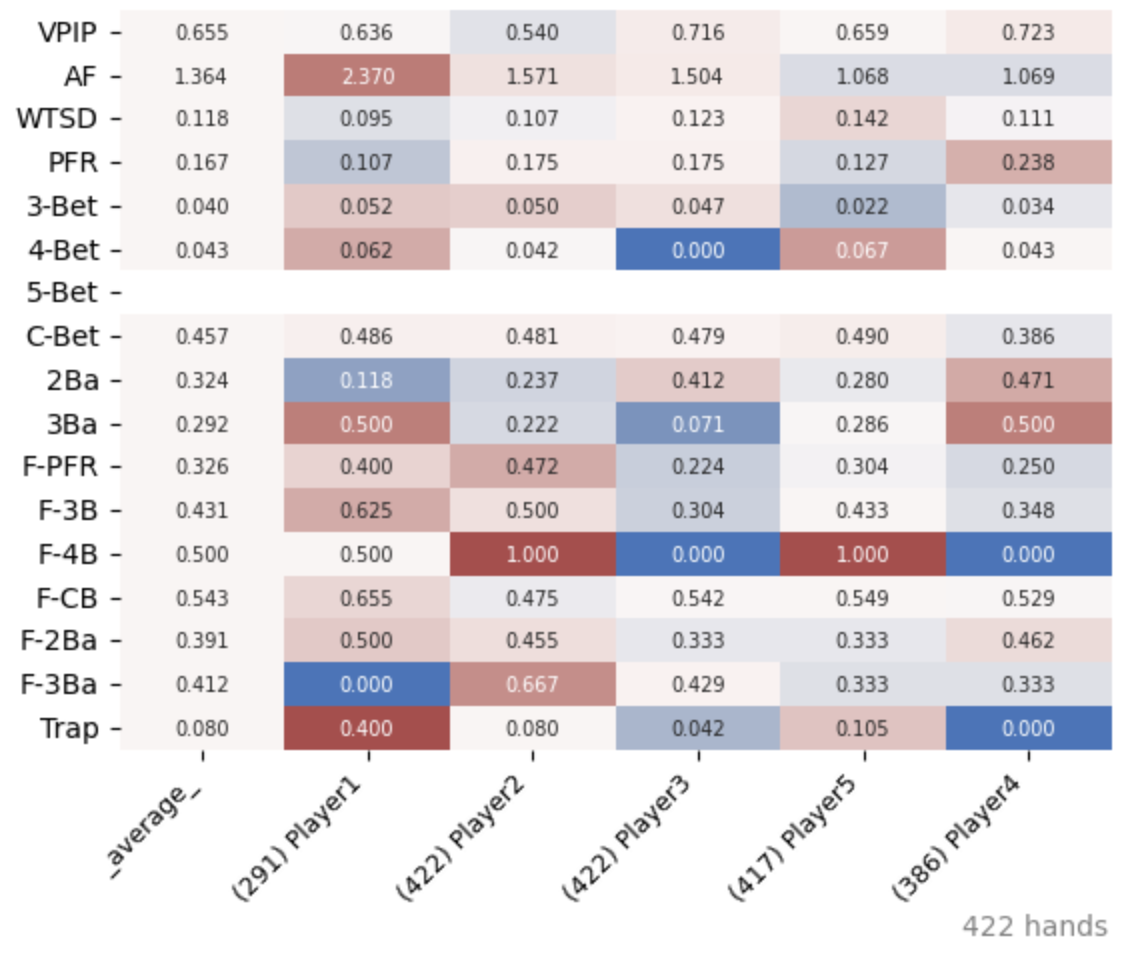 VPIP 0.655 0.636 0.540 0.716 0.659 0.723
AF 1.364 2.370 1.571 1.504 1.068 1.069
WTSD 0.118 0.095 0.107 0.123 0.142 0.111
PFR 0.167 0.107 0.175 0.175 0.127 0.238
3-Bet 0.040 0.052 0.050 0.047 0.022 0.034
4-Bet 0.043 0.062 0.042 0.000 0.067 0.043
5-Bet
C-Bet 0.457 0.486 0.481 0.479 0.490 0.386
2Ba 0.324 0.118 0.237 0.412 0.280 0.471
3Ba 0.292 0.500 0.222 0.071 0.286 0.500
F-PFR 0.326 0.400 0.472 0.224 0.304 0.250
F-3B 0.431 0.625 0.500 0.304 0.433 0.348
F-4B 0.500 0.500 1.000 0.000 1.000 0.000
F-CB 0.543 0.655 0.475 0.542 0.549 0.529
F-2Ba 0.391 0.500 0.455 0.333 0.333 0.462
F-3Ba 0.412 0.000 0.667 0.429 0.333 0.333
Trap 0.080 0.400 0.080 0.042 0.105 0.000
_average_
(291) Player1
(422) Player2
(422) Player3
(417) Player5
(386) Player4
422 hands